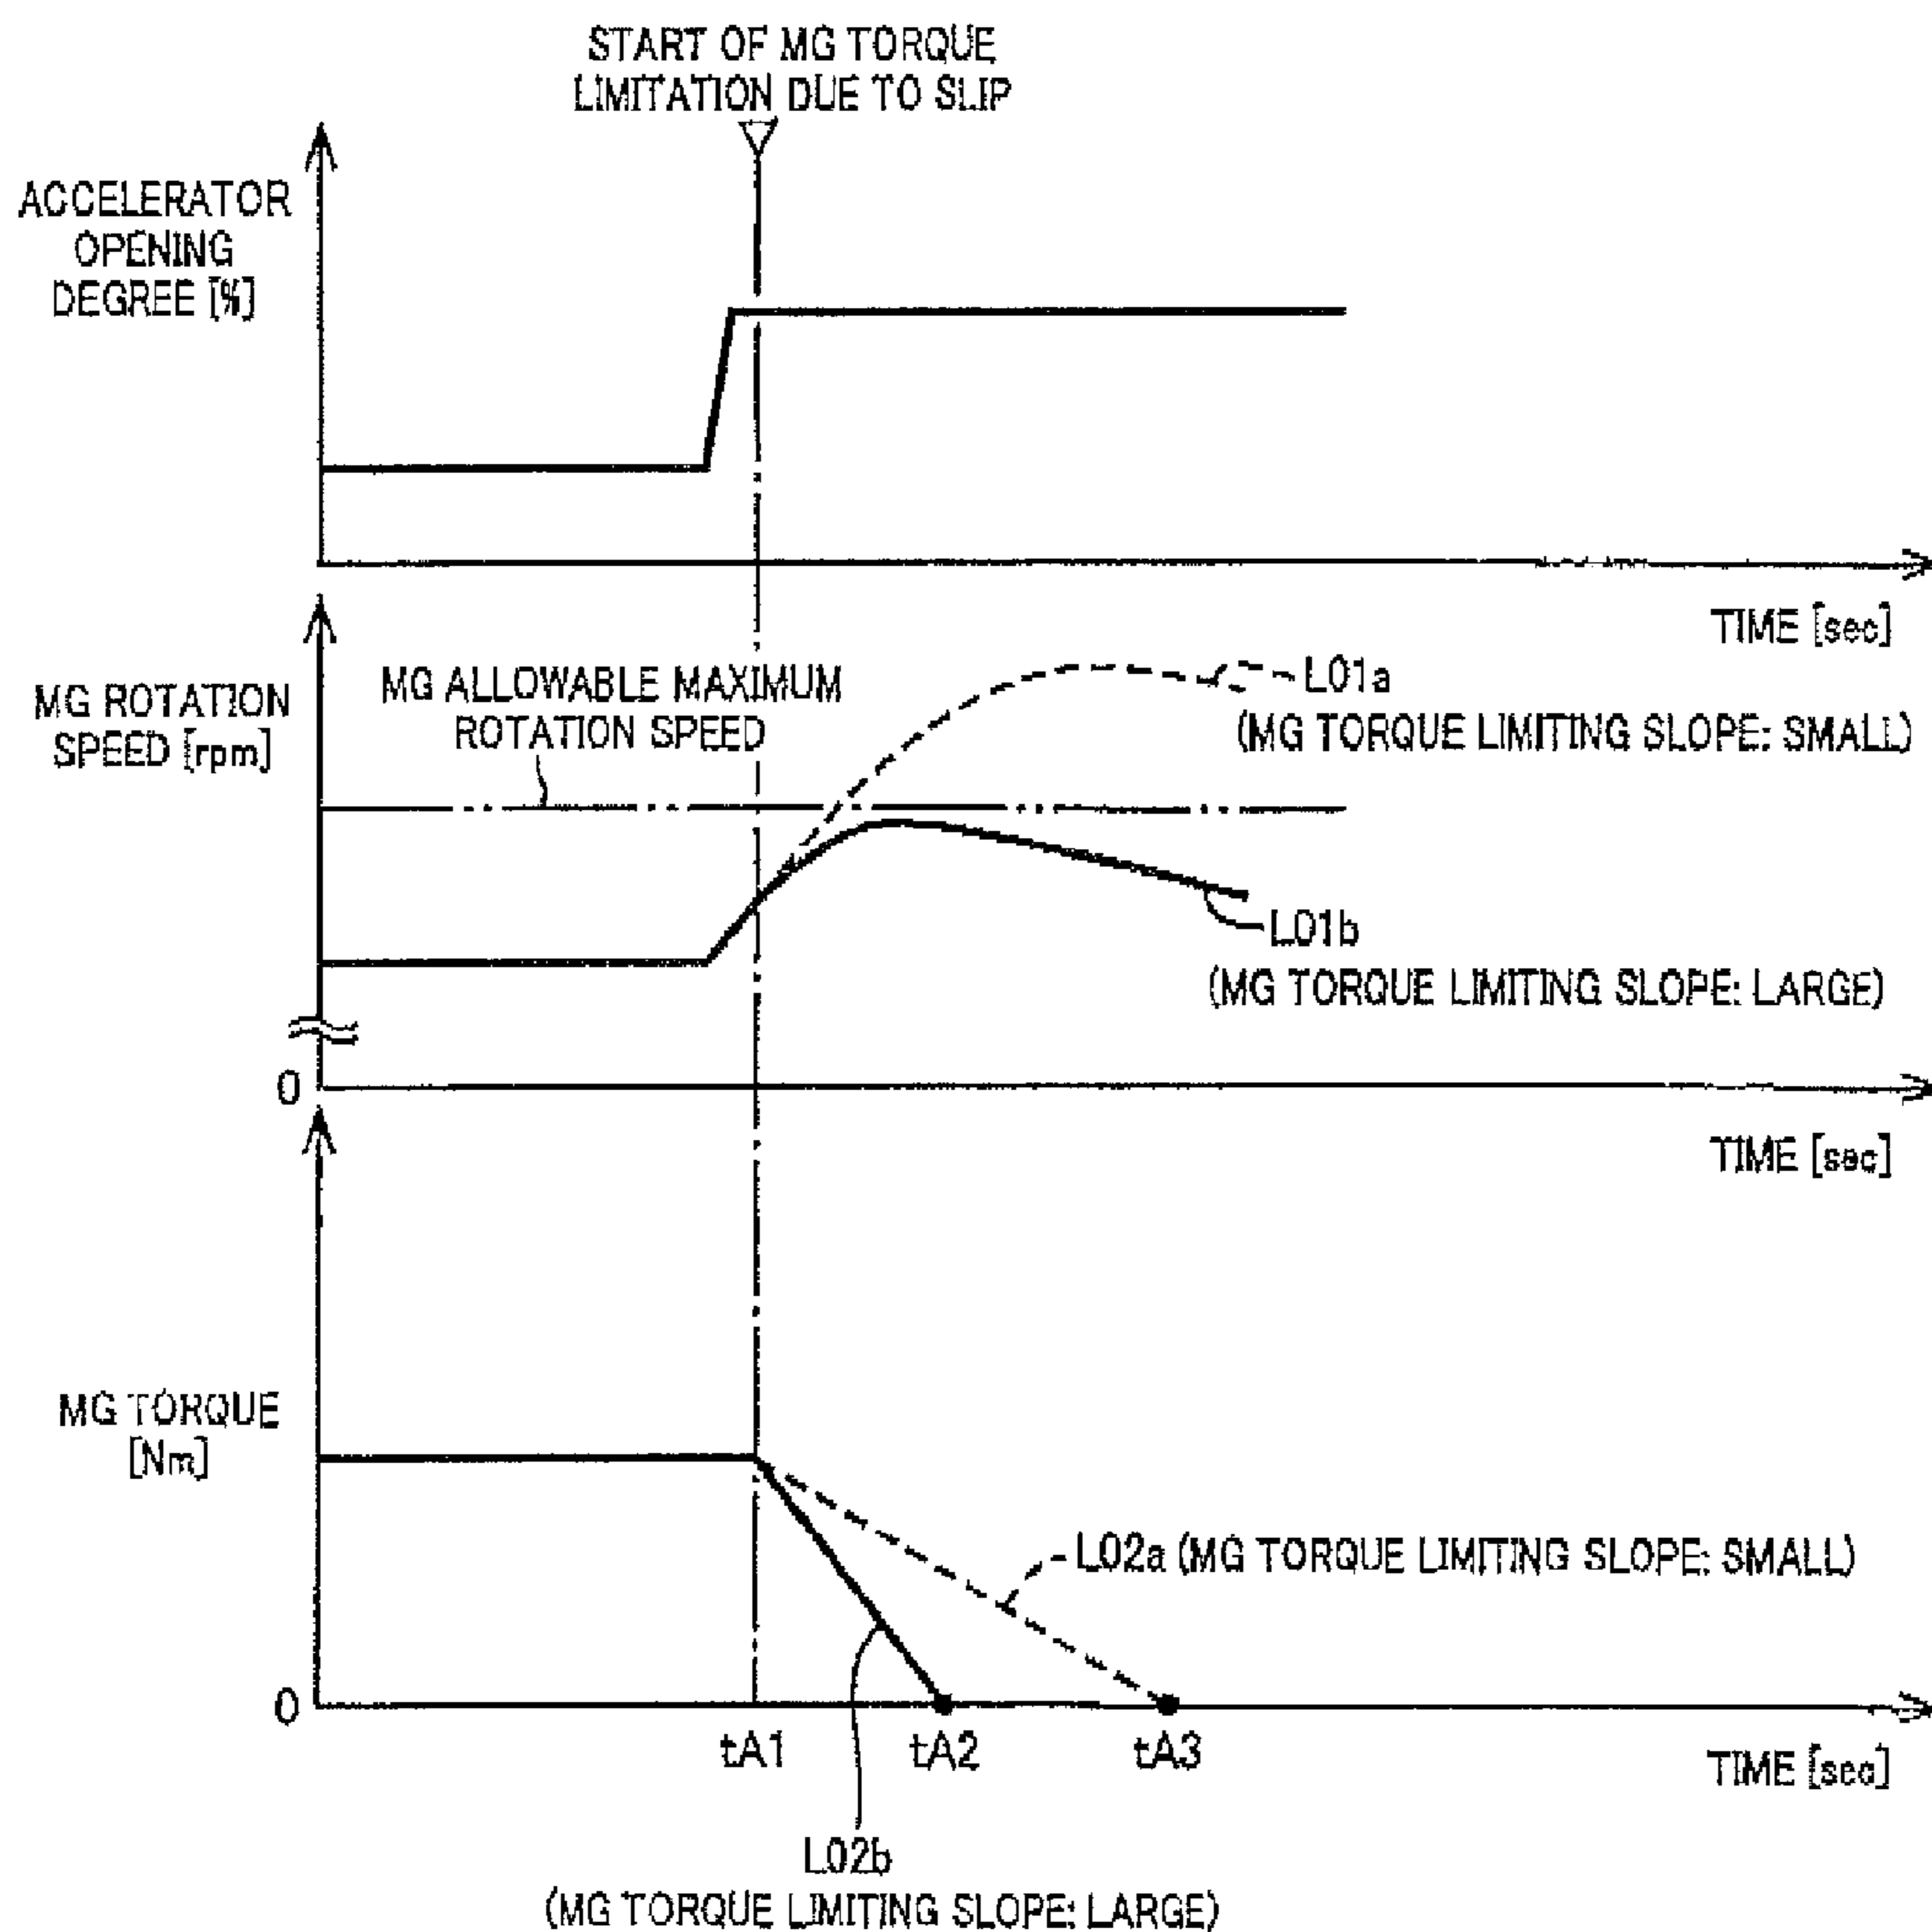 START OF MG TORQUE
LIMITATION DUE TO SLIP
ACCELERATOR
OPENING
DEGREE [%]
TIME [sec]
MG ROTATION
SPEED [rpm]
MG ALLOWABLE MAXIMUM
ROTATION SPEED
L01a
(MG TORQUE LIMITING SLOPE: SMALL)
L01b
(MG TORQUE LIMITING SLOPE: LARGE)
0
TIME [sec]
MG TORQUE
[Nm]
L02a (MG TORQUE LIMITING SLOPE: SMALL)
0
tA1
tA2
tA3
TIME [sec]
L02b
(MG TORQUE LIMITING SLOPE: LARGE)